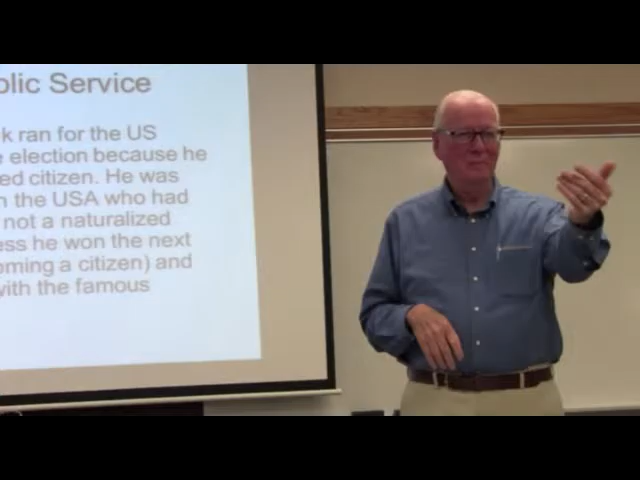 blic Service
k ran for the US
e election because he
ed citizen. He was
n the USA who had
not a naturalized
ess he won the next
oming a citizen) and
with the famous